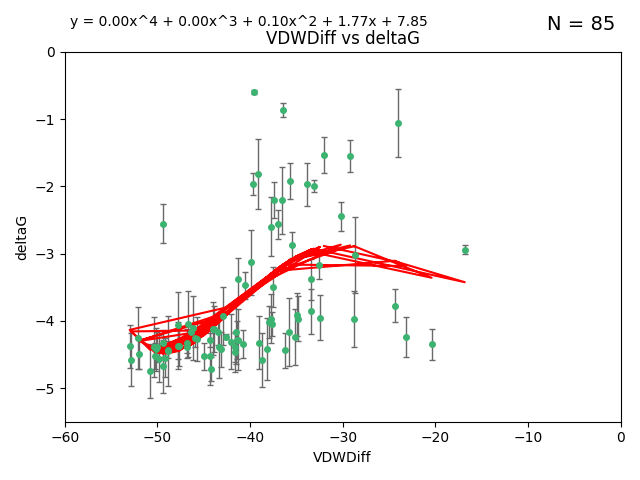 y = 0.00x^4 + 0.00x^3 + 0.10x^2 + 1.77x + 7.85
N = 85
VDWDiff vs deltaG
0
−1
−2
−3
−4
−5
deltaG
−60 −50 −40 −30 −20 −10 0
VDWDiff